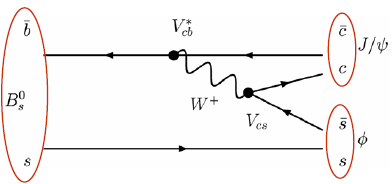 V*cb
b̄ c̄ J/ψ
c
B0s W+
Vcs
s̄ ϕ
s s